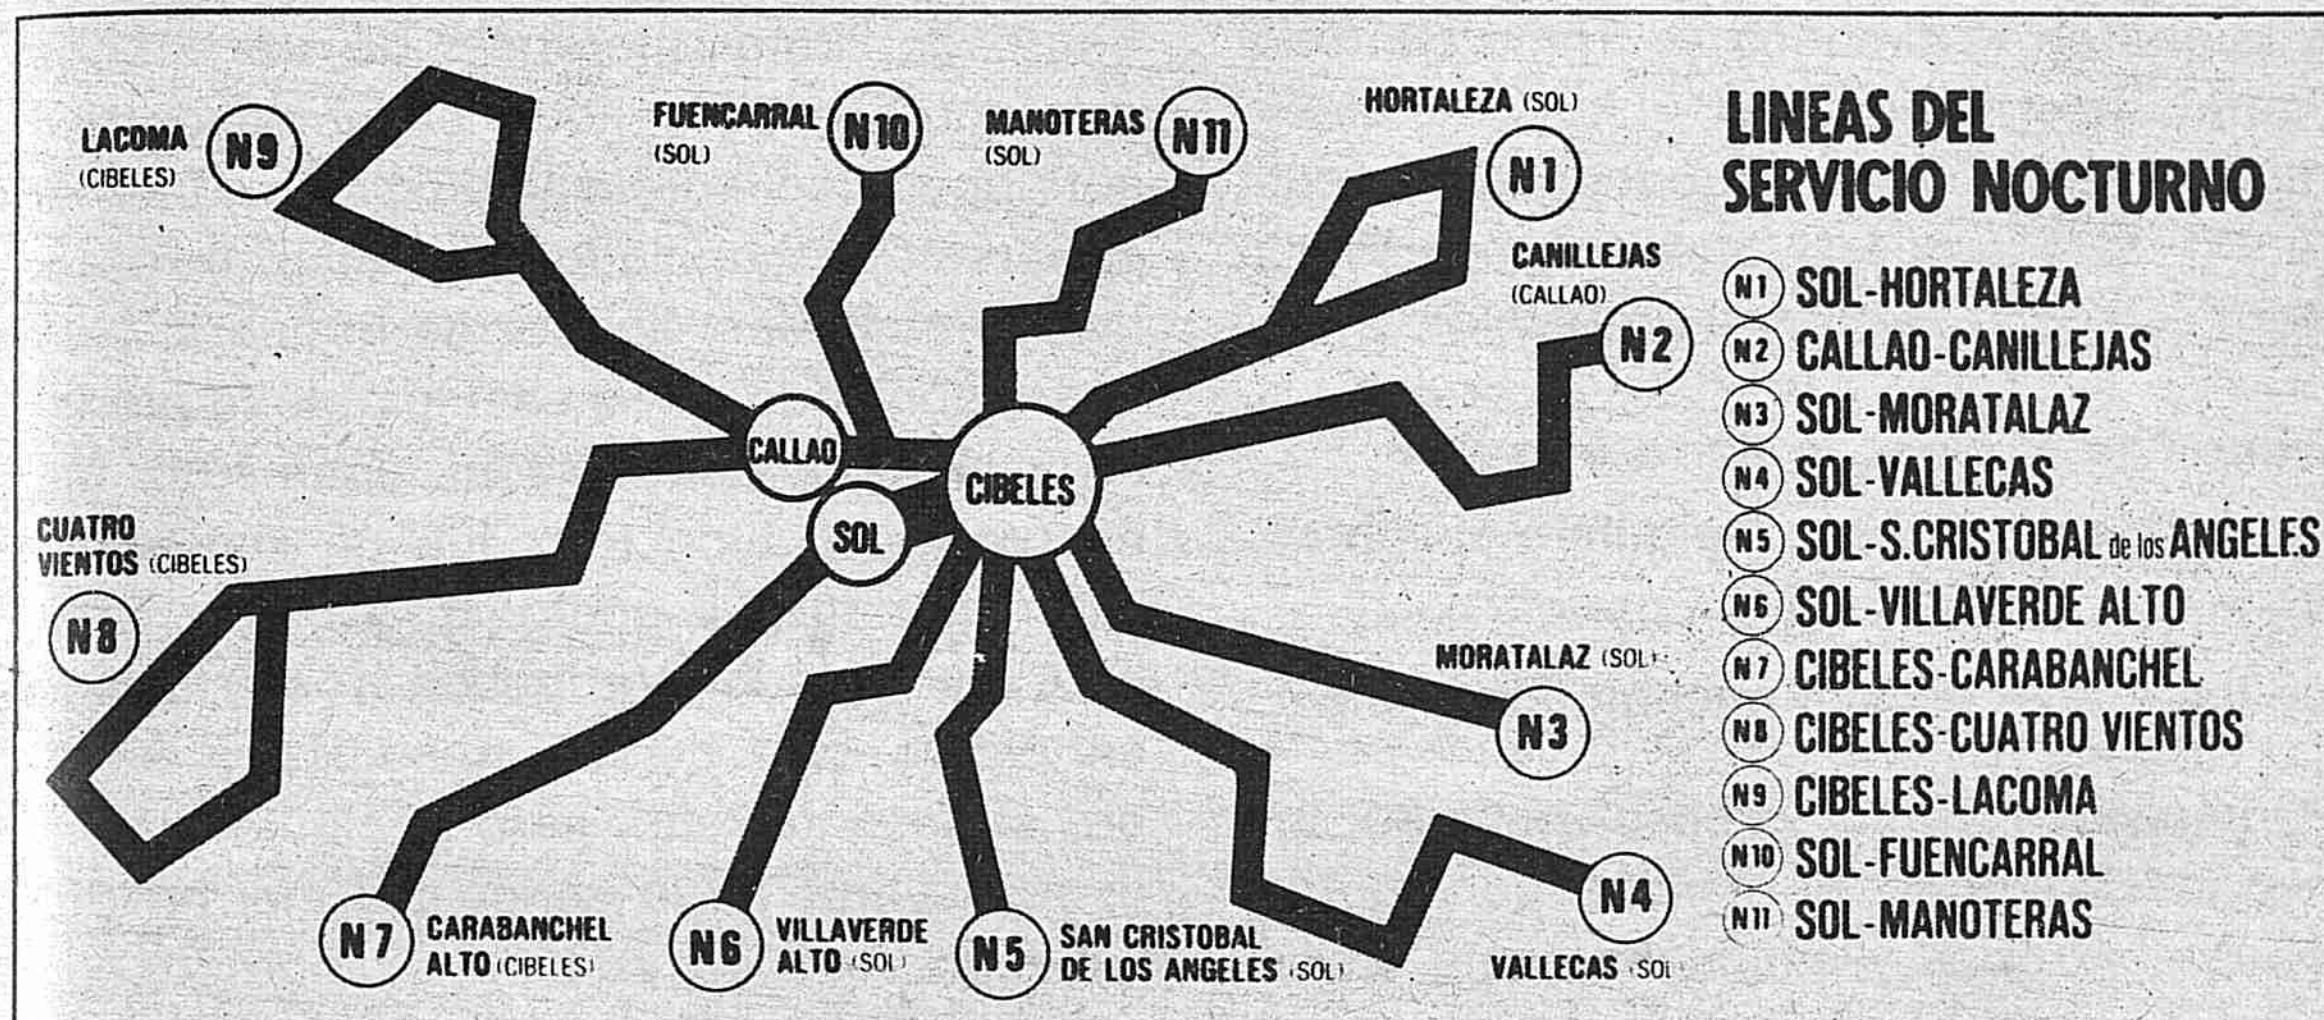 LACOMA
(CIBELES)
N9
FUENCARRAL
(SOL)
N10
MANOTERAS
(SOL)
N11
HORTALEZA (SOL)
N1
CANILLEJAS
(CALLAO)
N2
CALLAO
CIBELES
SOL
CUATRO
VIENTOS (CIBELES)
N8
MORATALAZ (SOL)
N3
N4
VALLECAS (SOL
N7
CARABANCHEL
ALTO (CIBELES)
N6
VILLAVERDE
ALTO (SOL)
N5
SAN CRISTOBAL
DE LOS ANGELES (SOL)
LINEAS DEL
SERVICIO NOCTURNO
N1 SOL-HORTALEZA
N2 CALLAO-CANILLEJAS
N3 SOL-MORATALAZ
N4 SOL-VALLECAS
N5 SOL-S.CRISTOBAL de los ANGELES
N6 SOL-VILLAVERDE ALTO
N7 CIBELES-CARABANCHEL
N8 CIBELES-CUATRO VIENTOS
N9 CIBELES-LACOMA
N10 SOL-FUENCARRAL
N11 SOL-MANOTERAS